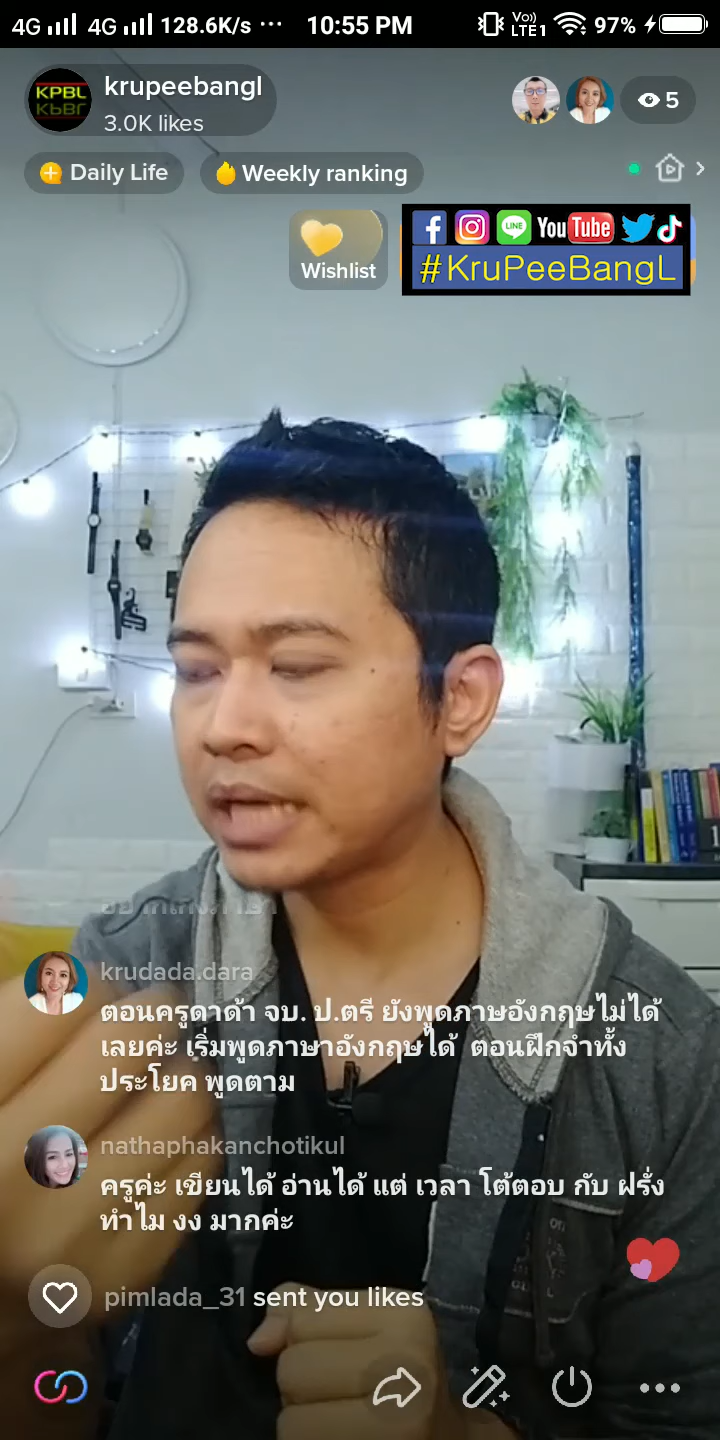 4G 4G 128.6K/s ... 10:55 PM Vo)) LTE1 97%
KPBL
krupeebangl
3.0K likes
5
Daily Life
Weekly ranking
Wishlist
LINE YouTube
#KruPeeBangL
krudada.dara
ตอนครูดาด้า จบ. ป.ตรี ยังพูดภาษอังกฤษไม่ได้
เลยค่ะ เริ่มพูดภาษาอังกฤษได้ ตอนฝึกจำทั้ง
ประโยค พูดตาม
nathaphakanchotikul
ครูค่ะ เขียนได้ อ่านได้ แต่ เวลา โต้ตอบ กับ ฝรั่ง
ทำไม งง มากค่ะ
pimlada_31 sent you likes